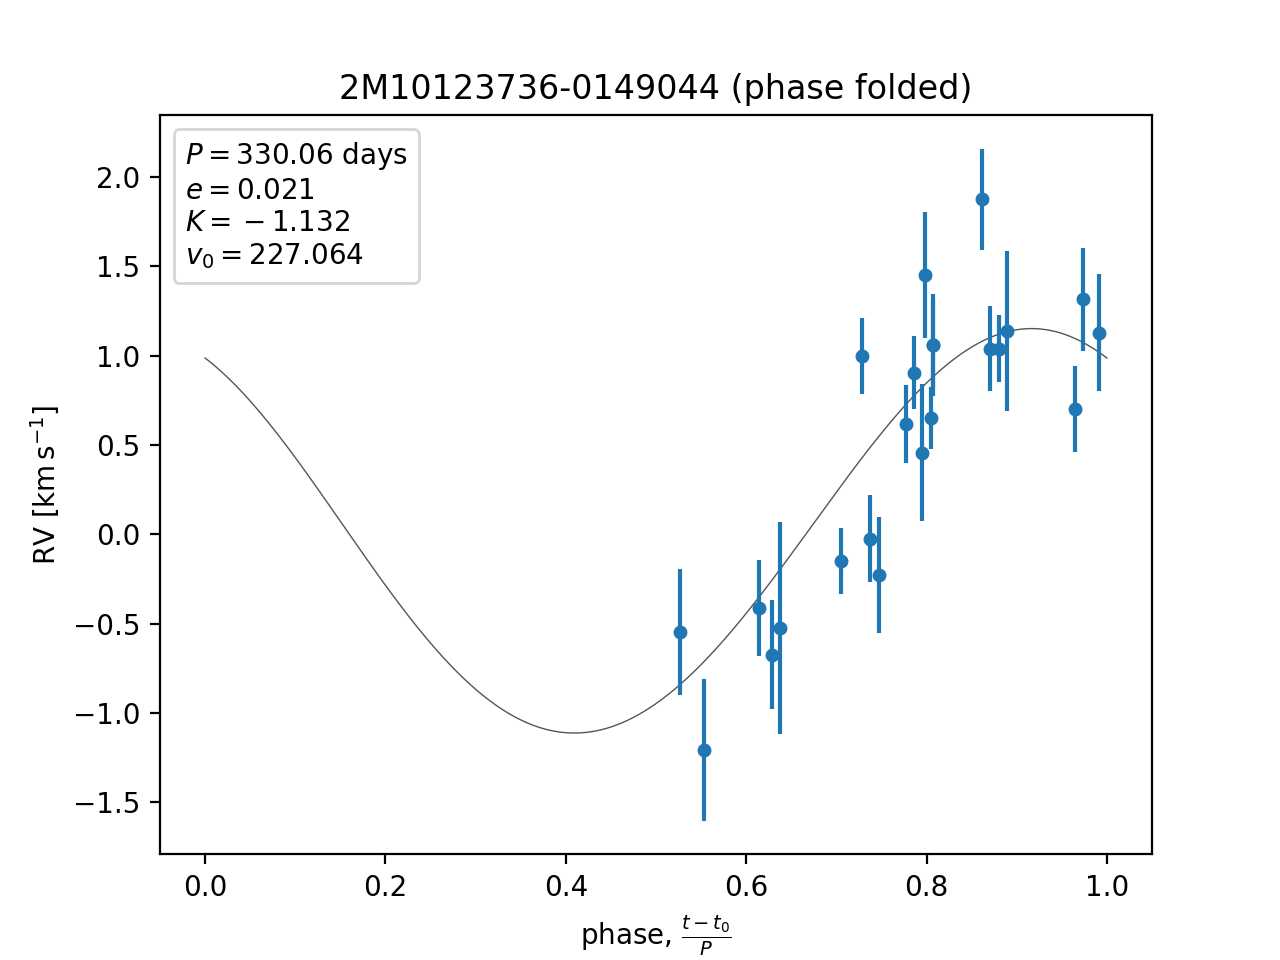 2M10123736-0149044 (phase folded)
P = 330.06 days
e = 0.021
K = −1.132
v₀ = 227.064
2.0
1.5
1.0
0.5
0.0
−0.5
−1.0
−1.5
RV [km s⁻¹]
0.0 0.2 0.4 0.6 0.8 1.0
phase, (t − t₀)/P